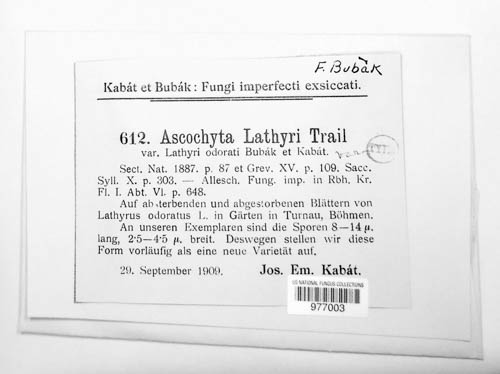 F. Bubàk
Kabát et Bubák: Fungi imperfecti exsiccati.
612. Ascochyta Lathyri Trail
var. Lathyri odorati Bubák et Kabát.
Sect. Nat. 1887. p. 87 et Grev. XV. p. 109. Sacc.
Syll. X. p. 303. — Allesch. Fung. imp. in Rbh. Kr.
Fl. I. Abt. VI. p. 648.
Auf absterbenden und abgestorbenen Blättern von
Lathyrus odoratus L. in Gärten in Turnau, Böhmen.
An unseren Exemplaren sind die Sporen 8—14 µ.
lang, 2·5—4·5 µ. breit. Deswegen stellen wir diese
Form vorläufig als eine neue Varietät auf.
29. September 1909. Jos. Em. Kabát.
US NATIONAL FUNGUS COLLECTIONS
977003